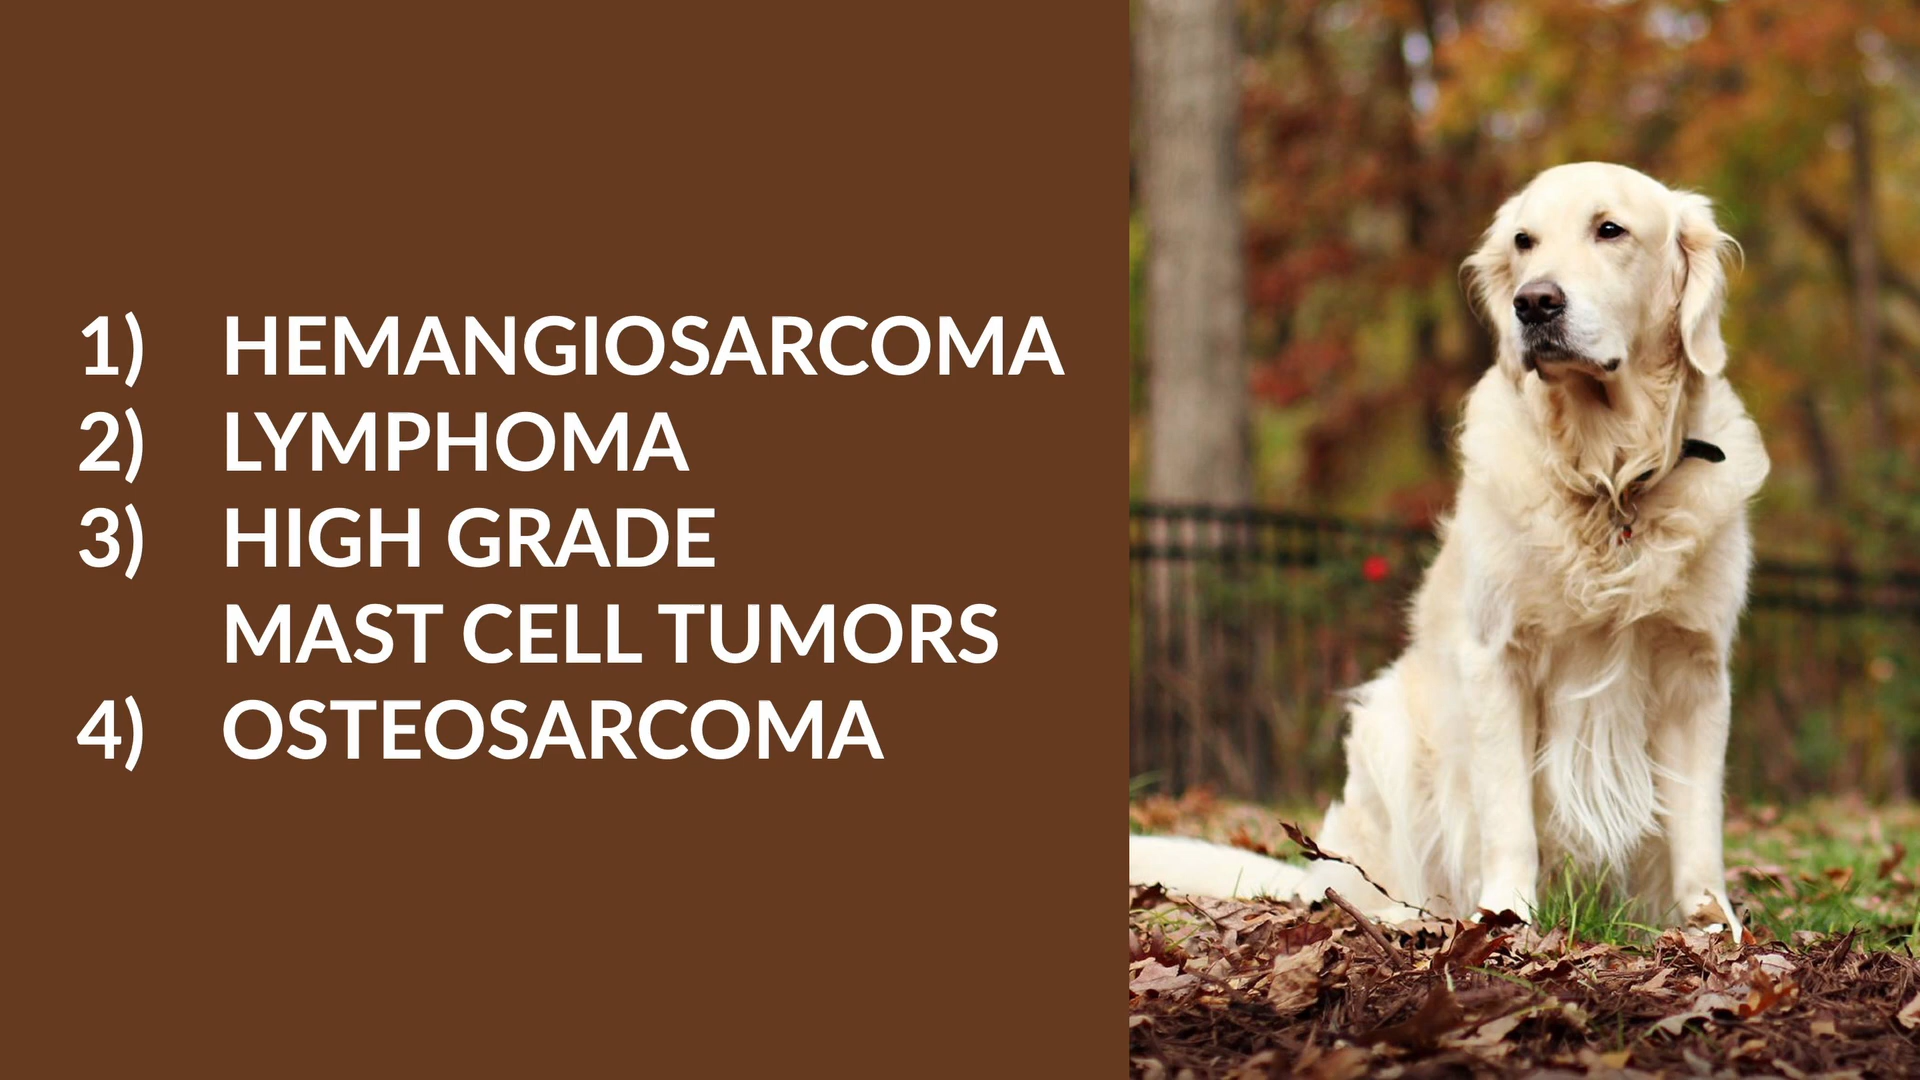 1) HEMANGIOSARCOMA
2) LYMPHOMA
3) HIGH GRADE
MAST CELL TUMORS
4) OSTEOSARCOMA